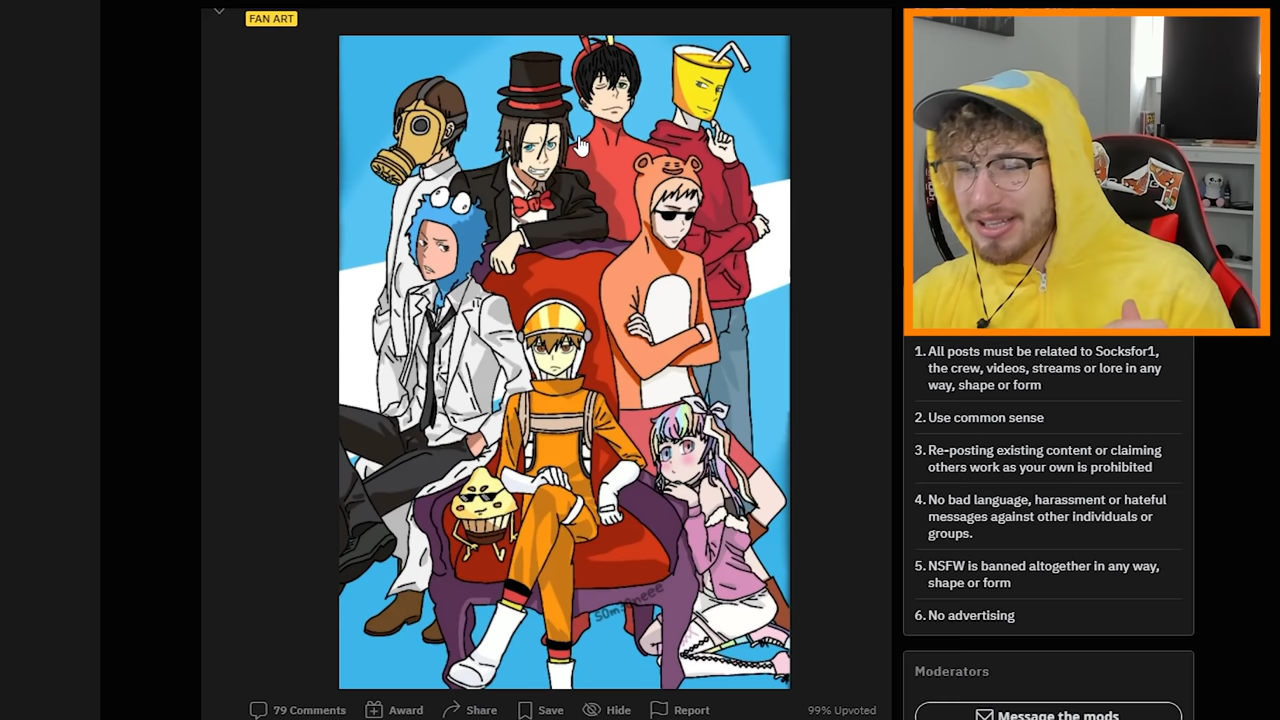 FAN ART
S0m30neee
79 Comments
Award
Share
Save
Hide
Report
99% Upvoted
1. All posts must be related to Socksfor1,
the crew, videos, streams or lore in any
way, shape or form
2. Use common sense
3. Re-posting existing content or claiming
others work as your own is prohibited
4. No bad language, harassment or hateful
messages against other individuals or
groups.
5. NSFW is banned altogether in any way,
shape or form
6. No advertising
Moderators
Message the mods